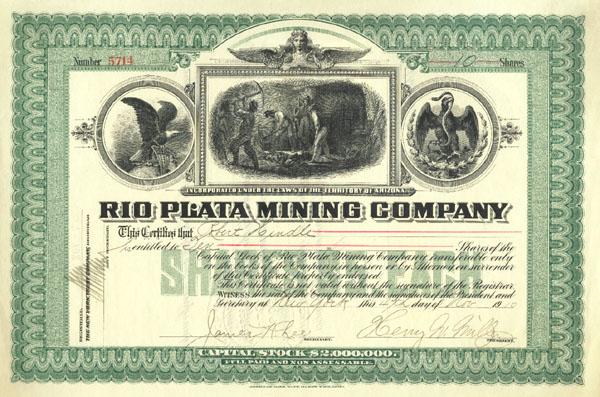 Number 5714
10 Shares
INCORPORATED UNDER THE LAWS OF THE TERRITORY OF ARIZONA.
RIO PLATA MINING COMPANY
This Certifies that Robert Hindle
is entitled to Ten Shares of the
Capital Stock of Rio Plata Mining Company transferable only
on the books of the Company in person or by Attorney on surrender
of this Certificate properly endorsed.
This Certificate is not valid without the signature of the Registrar.
WITNESS the seal of the Company and the signatures of the President and
Secretary at New York this day of Nov 19
SECRETARY.
PRESIDENT.
SHARES
REGISTERED:
CAPITAL STOCK $2,000,000.
FULL PAID AND NON ASSESSABLE.